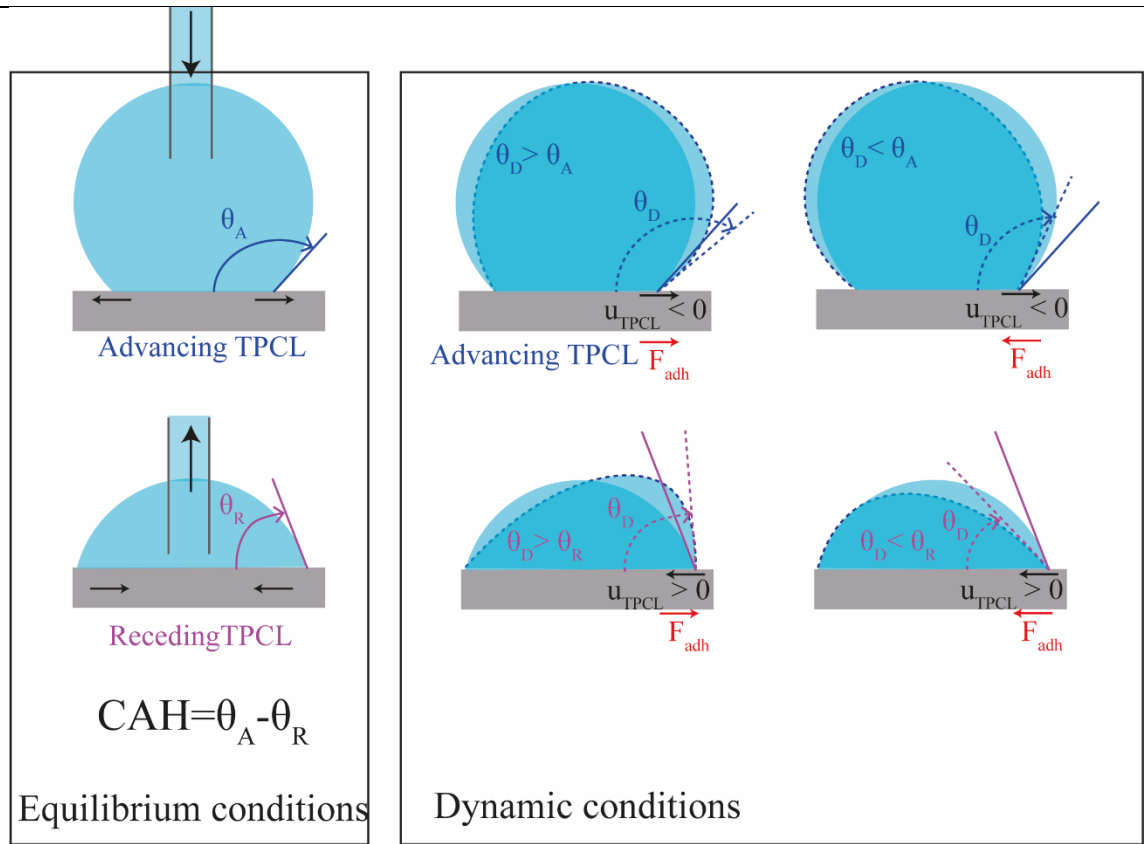 θA
Advancing TPCL
θR
RecedingTPCL
CAH=θA-θR
Equilibrium conditions
θD> θA
θD
uTPCL < 0
Advancing TPCL
Fadh
θD< θA
θD
uTPCL < 0
Fadh
θD
θD> θR
uTPCL > 0
Fadh
θD
θD< θR
uTPCL > 0
Fadh
Dynamic conditions